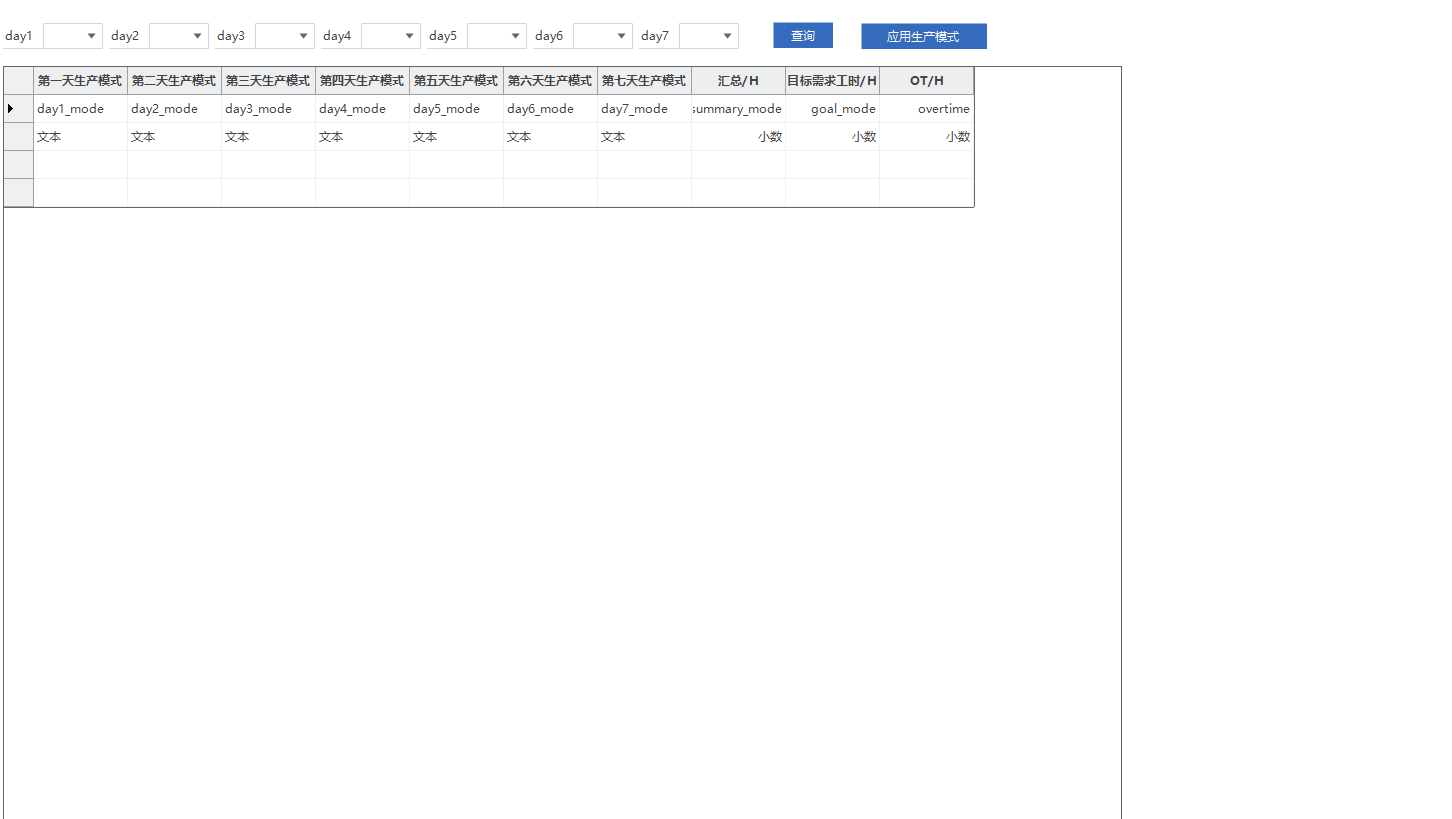 day1 day2 day3 day4 day5 day6 day7 查询 应用生产模式
第一天生产模式 第二天生产模式 第三天生产模式 第四天生产模式 第五天生产模式 第六天生产模式 第七天生产模式 汇总/H 目标需求工时/H OT/H
day1_mode day2_mode day3_mode day4_mode day5_mode day6_mode day7_mode summary_mode goal_mode overtime
文本 文本 文本 文本 文本 文本 文本 小数 小数 小数